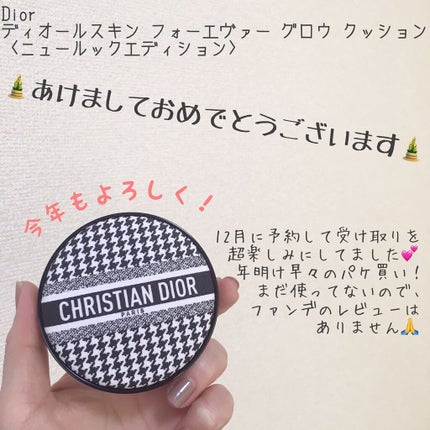 Dior
ディオールスキン フォーエヴァー グロウ クッション
〈ニュールックエディション〉
🎍あけましておめでとうございます🎍
今年もよろしく!
12月に予約して受け取りを
超楽しみにしてました💕
年明け早々のパケ買い!
まだ使ってないので、
ファンデのレビューは
ありません🙏
CHRISTIAN DIOR
PARIS